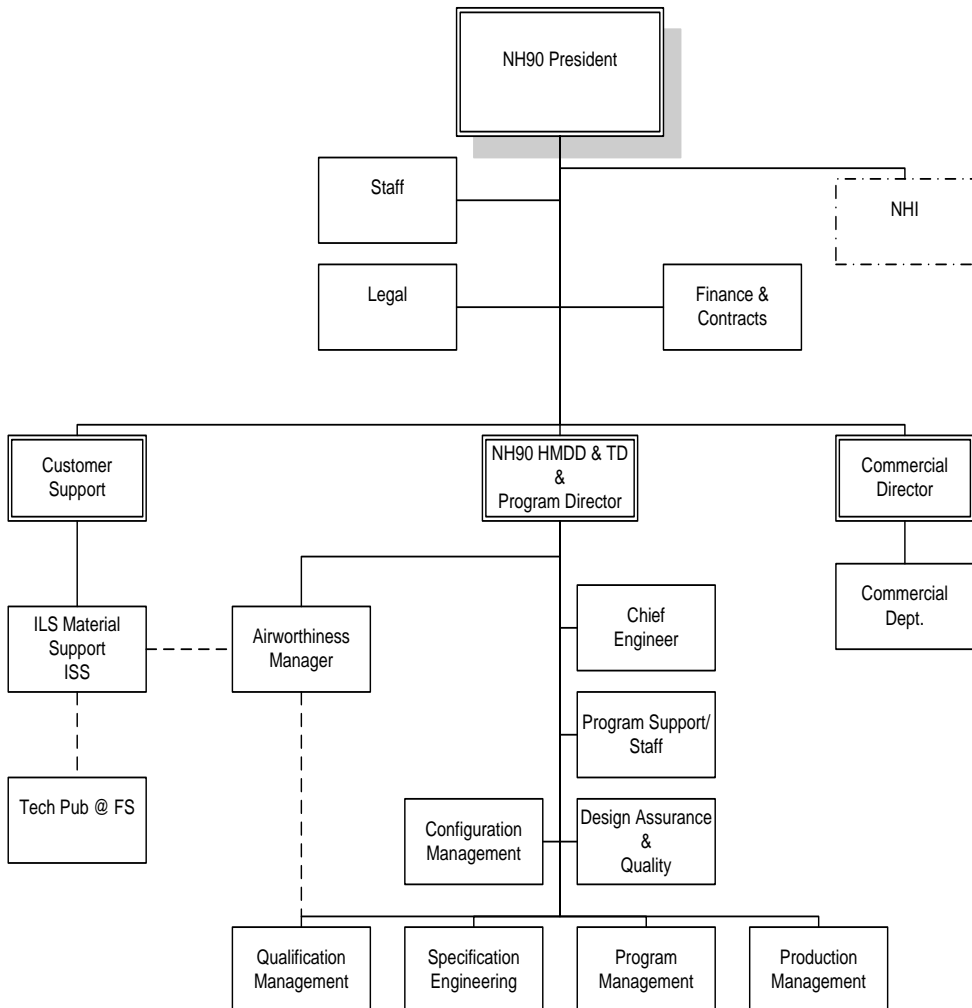 NH90 President
Staff
NHI
Legal
Finance &
Contracts
Customer
Support
NH90 HMDD & TD
&
Program Director
Commercial
Director
ILS Material
Support
ISS
Airworthiness
Manager
Chief
Engineer
Commercial
Dept.
Program Support/
Staff
Tech Pub @ FS
Configuration
Management
Design Assurance
&
Quality
Qualification
Management
Specification
Engineering
Program
Management
Production
Management